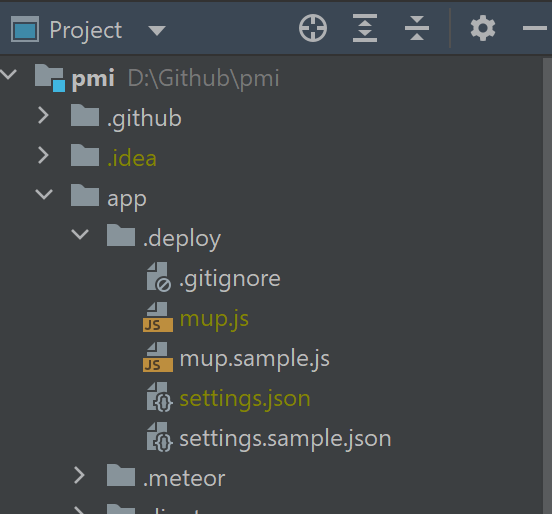 Project
pmi D:\Github\pmi
.github
.idea
app
.deploy
.gitignore
JS mup.js
JS mup.sample.js
{} settings.json
{} settings.sample.json
.meteor